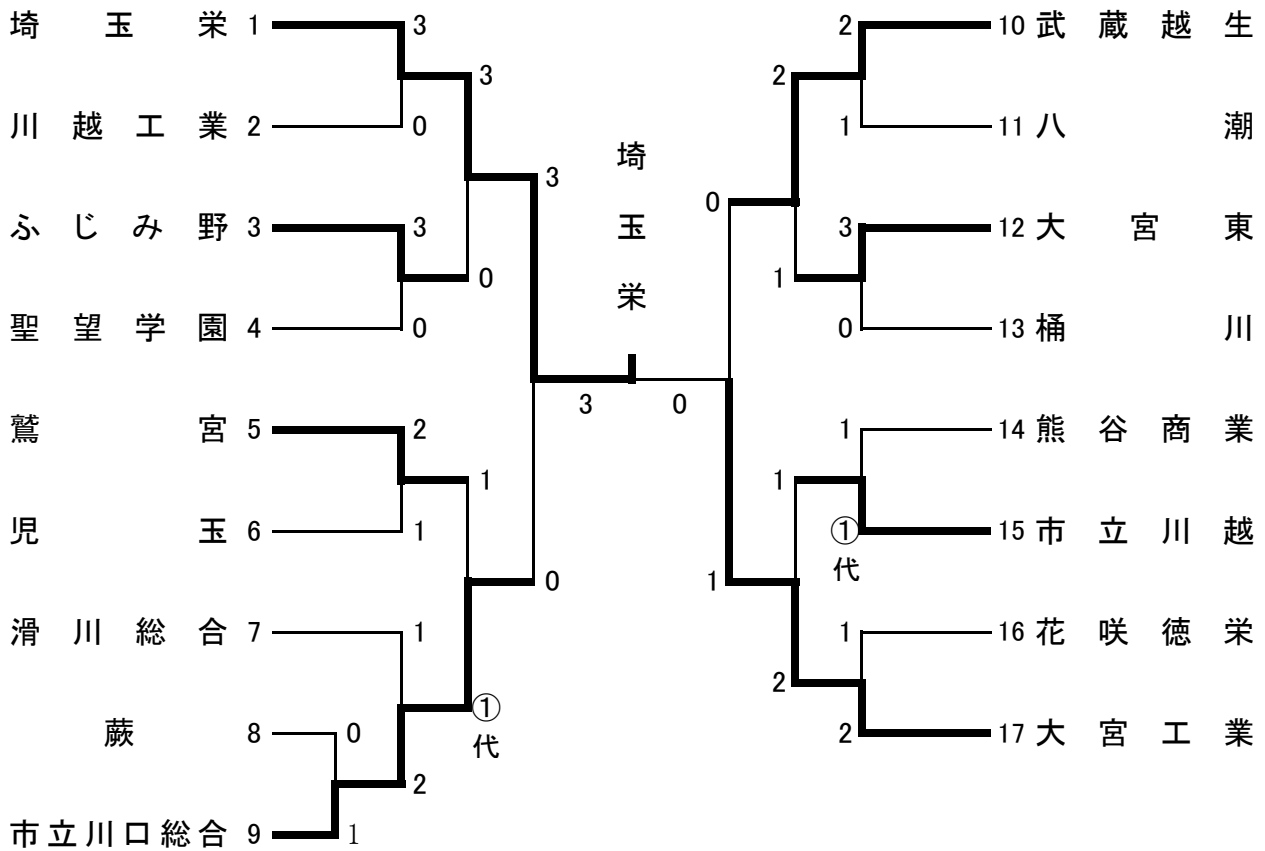 埼玉栄 1 3
3
川越工業 2 0
3
ふじみ野 3 3
0
聖望学園 4 0
鷲宮 5 2
1
児玉 6 1
0
滑川総合 7 1
①
代
蕨 8 0
2
市立川口総合 9 1
埼
玉
栄
3 0
2 10 武蔵越生
2
1 11 八潮
0
3 12 大宮東
1
0 13 桶川
1 14 熊谷商業
1
① 15 市立川越
代
1
1 16 花咲徳栄
2
2 17 大宮工業